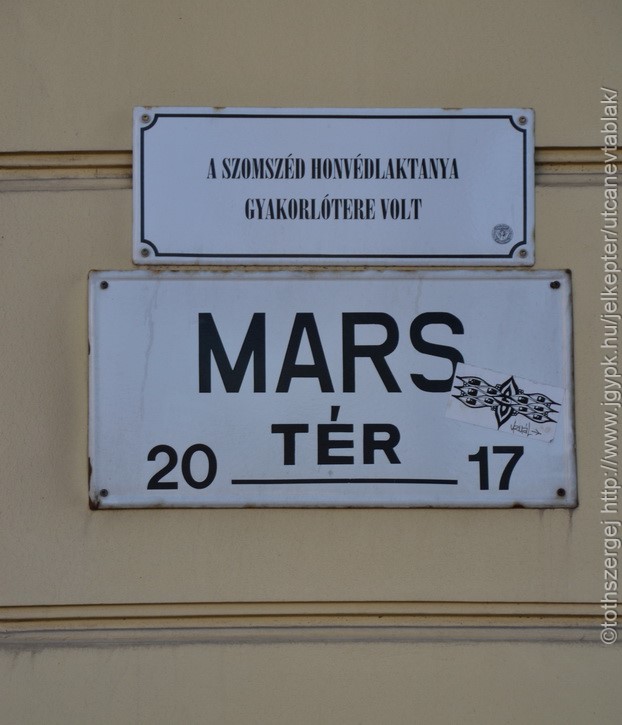 A SZOMSZÉD HONVÉDLAKTANYA
GYAKORLÓTERE VOLT
MARS
TÉR
20 17
©tothszergej http://www.jgypk.hu/jelkepter/utcanevtablak/